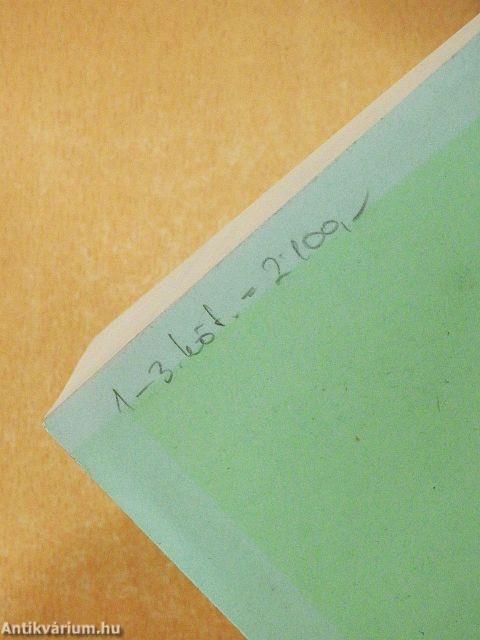 1-3. köt. = 2100,-
Antikvárium.hu